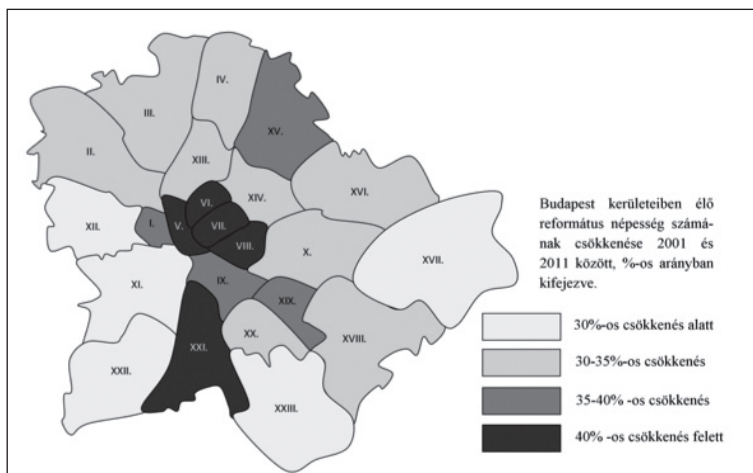 IV.
III.
XV.
II.
XIII.
XVI.
XIV.
VI.
XII.
I.
V.
VII.
VIII.
X.
XVII.
XI.
IX.
XIX.
XX.
XVIII.
XXI.
XXII.
XXIII.
Budapest kerületeiben élő
református népesség számá-
nak csökkenése 2001 és
2011 között, %-os arányban
kifejezve.
30%-os csökkenés alatt
30-35%-os csökkenés
35-40% -os csökkenés
40% -os csökkenés felett